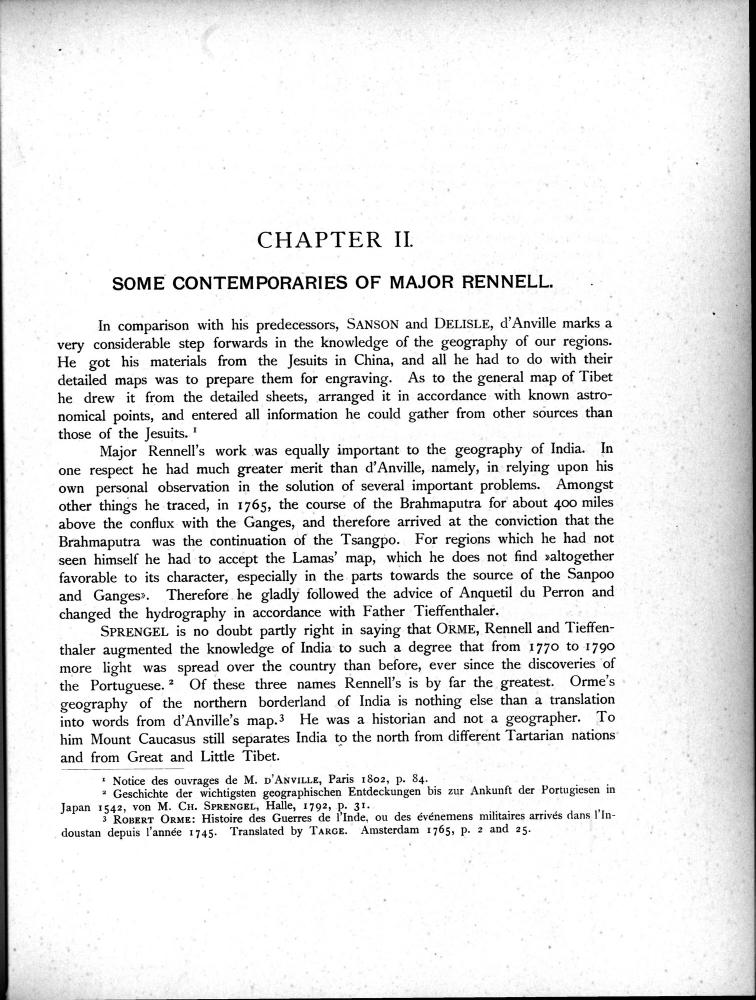 CHAPTER II.
SOME CONTEMPORARIES OF MAJOR RENNELL.
In comparison with his predecessors, SANSON and DELISLE, d'Anville marks a
very considerable step forwards in the knowledge of the geography of our regions.
He got his materials from the Jesuits in China, and all he had to do with their
detailed maps was to prepare them for engraving. As to the general map of Tibet
he drew it from the detailed sheets, arranged it in accordance with known astro-
nomical points, and entered all information he could gather from other sources than
those of the Jesuits. ¹
Major Rennell's work was equally important to the geography of India. In
one respect he had much greater merit than d'Anville, namely, in relying upon his
own personal observation in the solution of several important problems. Amongst
other things he traced, in 1765, the course of the Brahmaputra for about 400 miles
above the conflux with the Ganges, and therefore arrived at the conviction that the
Brahmaputra was the continuation of the Tsangpo. For regions which he had not
seen himself he had to accept the Lamas' map, which he does not find »altogether
favorable to its character, especially in the parts towards the source of the Sanpoo
and Ganges». Therefore he gladly followed the advice of Anquetil du Perron and
changed the hydrography in accordance with Father Tieffenthaler.
SPRENGEL is no doubt partly right in saying that ORME, Rennell and Tieffen-
thaler augmented the knowledge of India to such a degree that from 1770 to 1790
more light was spread over the country than before, ever since the discoveries of
the Portuguese. ² Of these three names Rennell's is by far the greatest. Orme's
geography of the northern borderland of India is nothing else than a translation
into words from d'Anville's map.³ He was a historian and not a geographer. To
him Mount Caucasus still separates India to the north from different Tartarian nations
and from Great and Little Tibet.
¹ Notice des ouvrages de M. D'ANVILLE, Paris 1802, p. 84.
² Geschichte der wichtigsten geographischen Entdeckungen bis zur Ankunft der Portugiesen in
Japan 1542, von M. CH. SPRENGEL, Halle, 1792, p. 31.
³ ROBERT ORME: Histoire des Guerres de l'Inde, ou des événemens militaires arrivés dans l'In-
doustan depuis l'année 1745. Translated by TARGE. Amsterdam 1765, p. 2 and 25.